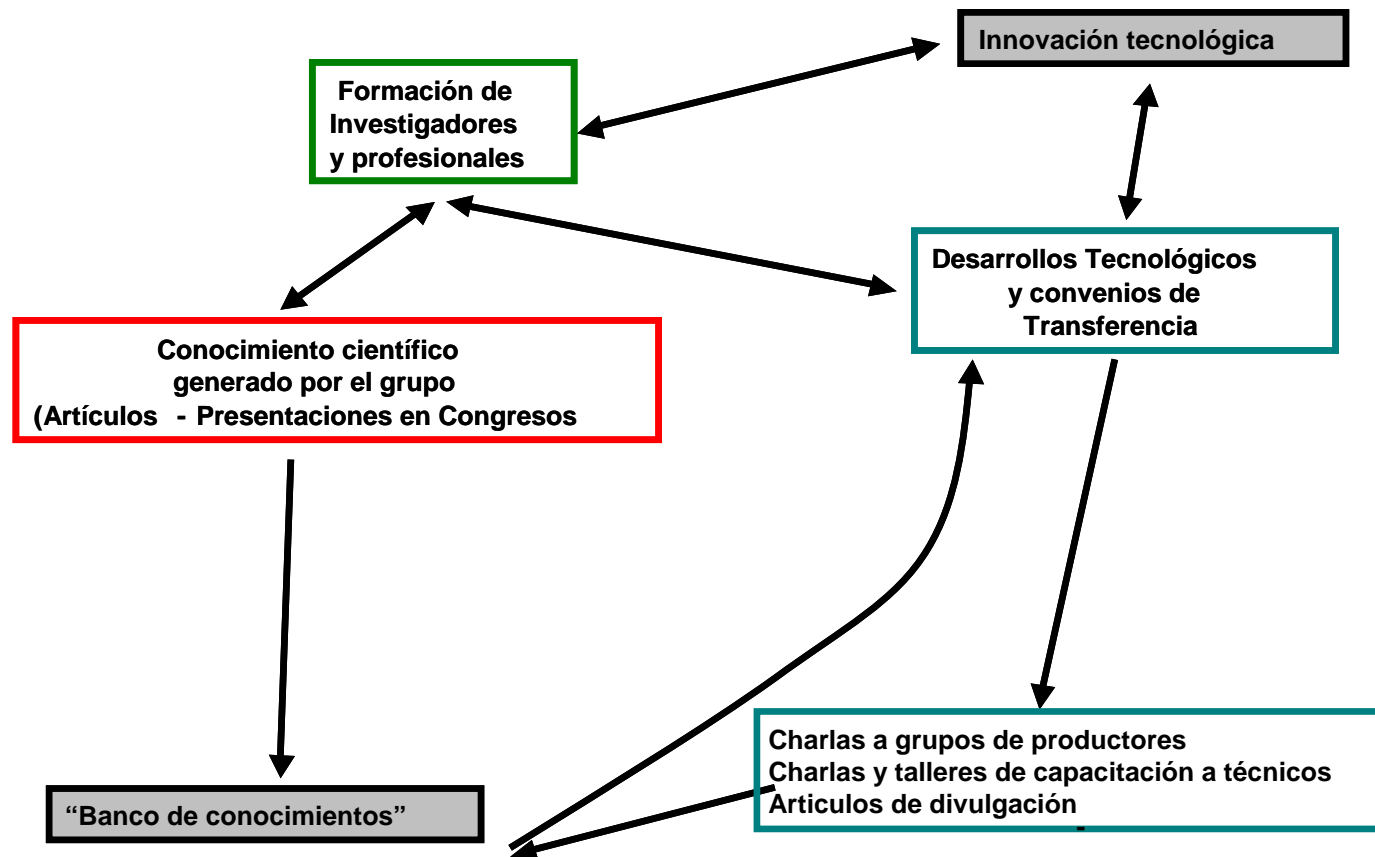 Innovación tecnológica
Formación de
Investigadores
y profesionales
Desarrollos Tecnológicos
y convenios de
Transferencia
Conocimiento científico
generado por el grupo
(Artículos - Presentaciones en Congresos
Charlas a grupos de productores
Charlas y talleres de capacitación a técnicos
Articulos de divulgación
-
“Banco de conocimientos”